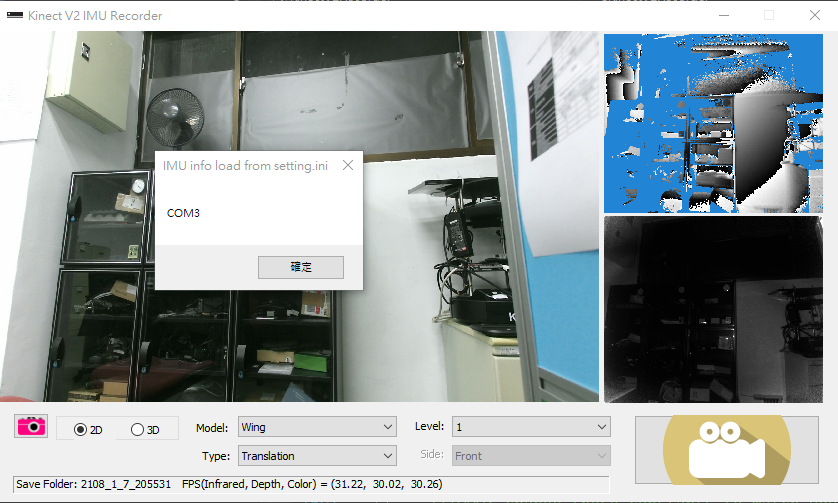 Kinect V2 IMU Recorder
IMU info load from setting.ini
COM3
確定
2D
3D
Model:
Wing
Level:
1
Type:
Translation
Side:
Front
Save Folder: 2108_1_7_205531 FPS(Infrared, Depth, Color) = (31.22, 30.02, 30.26)